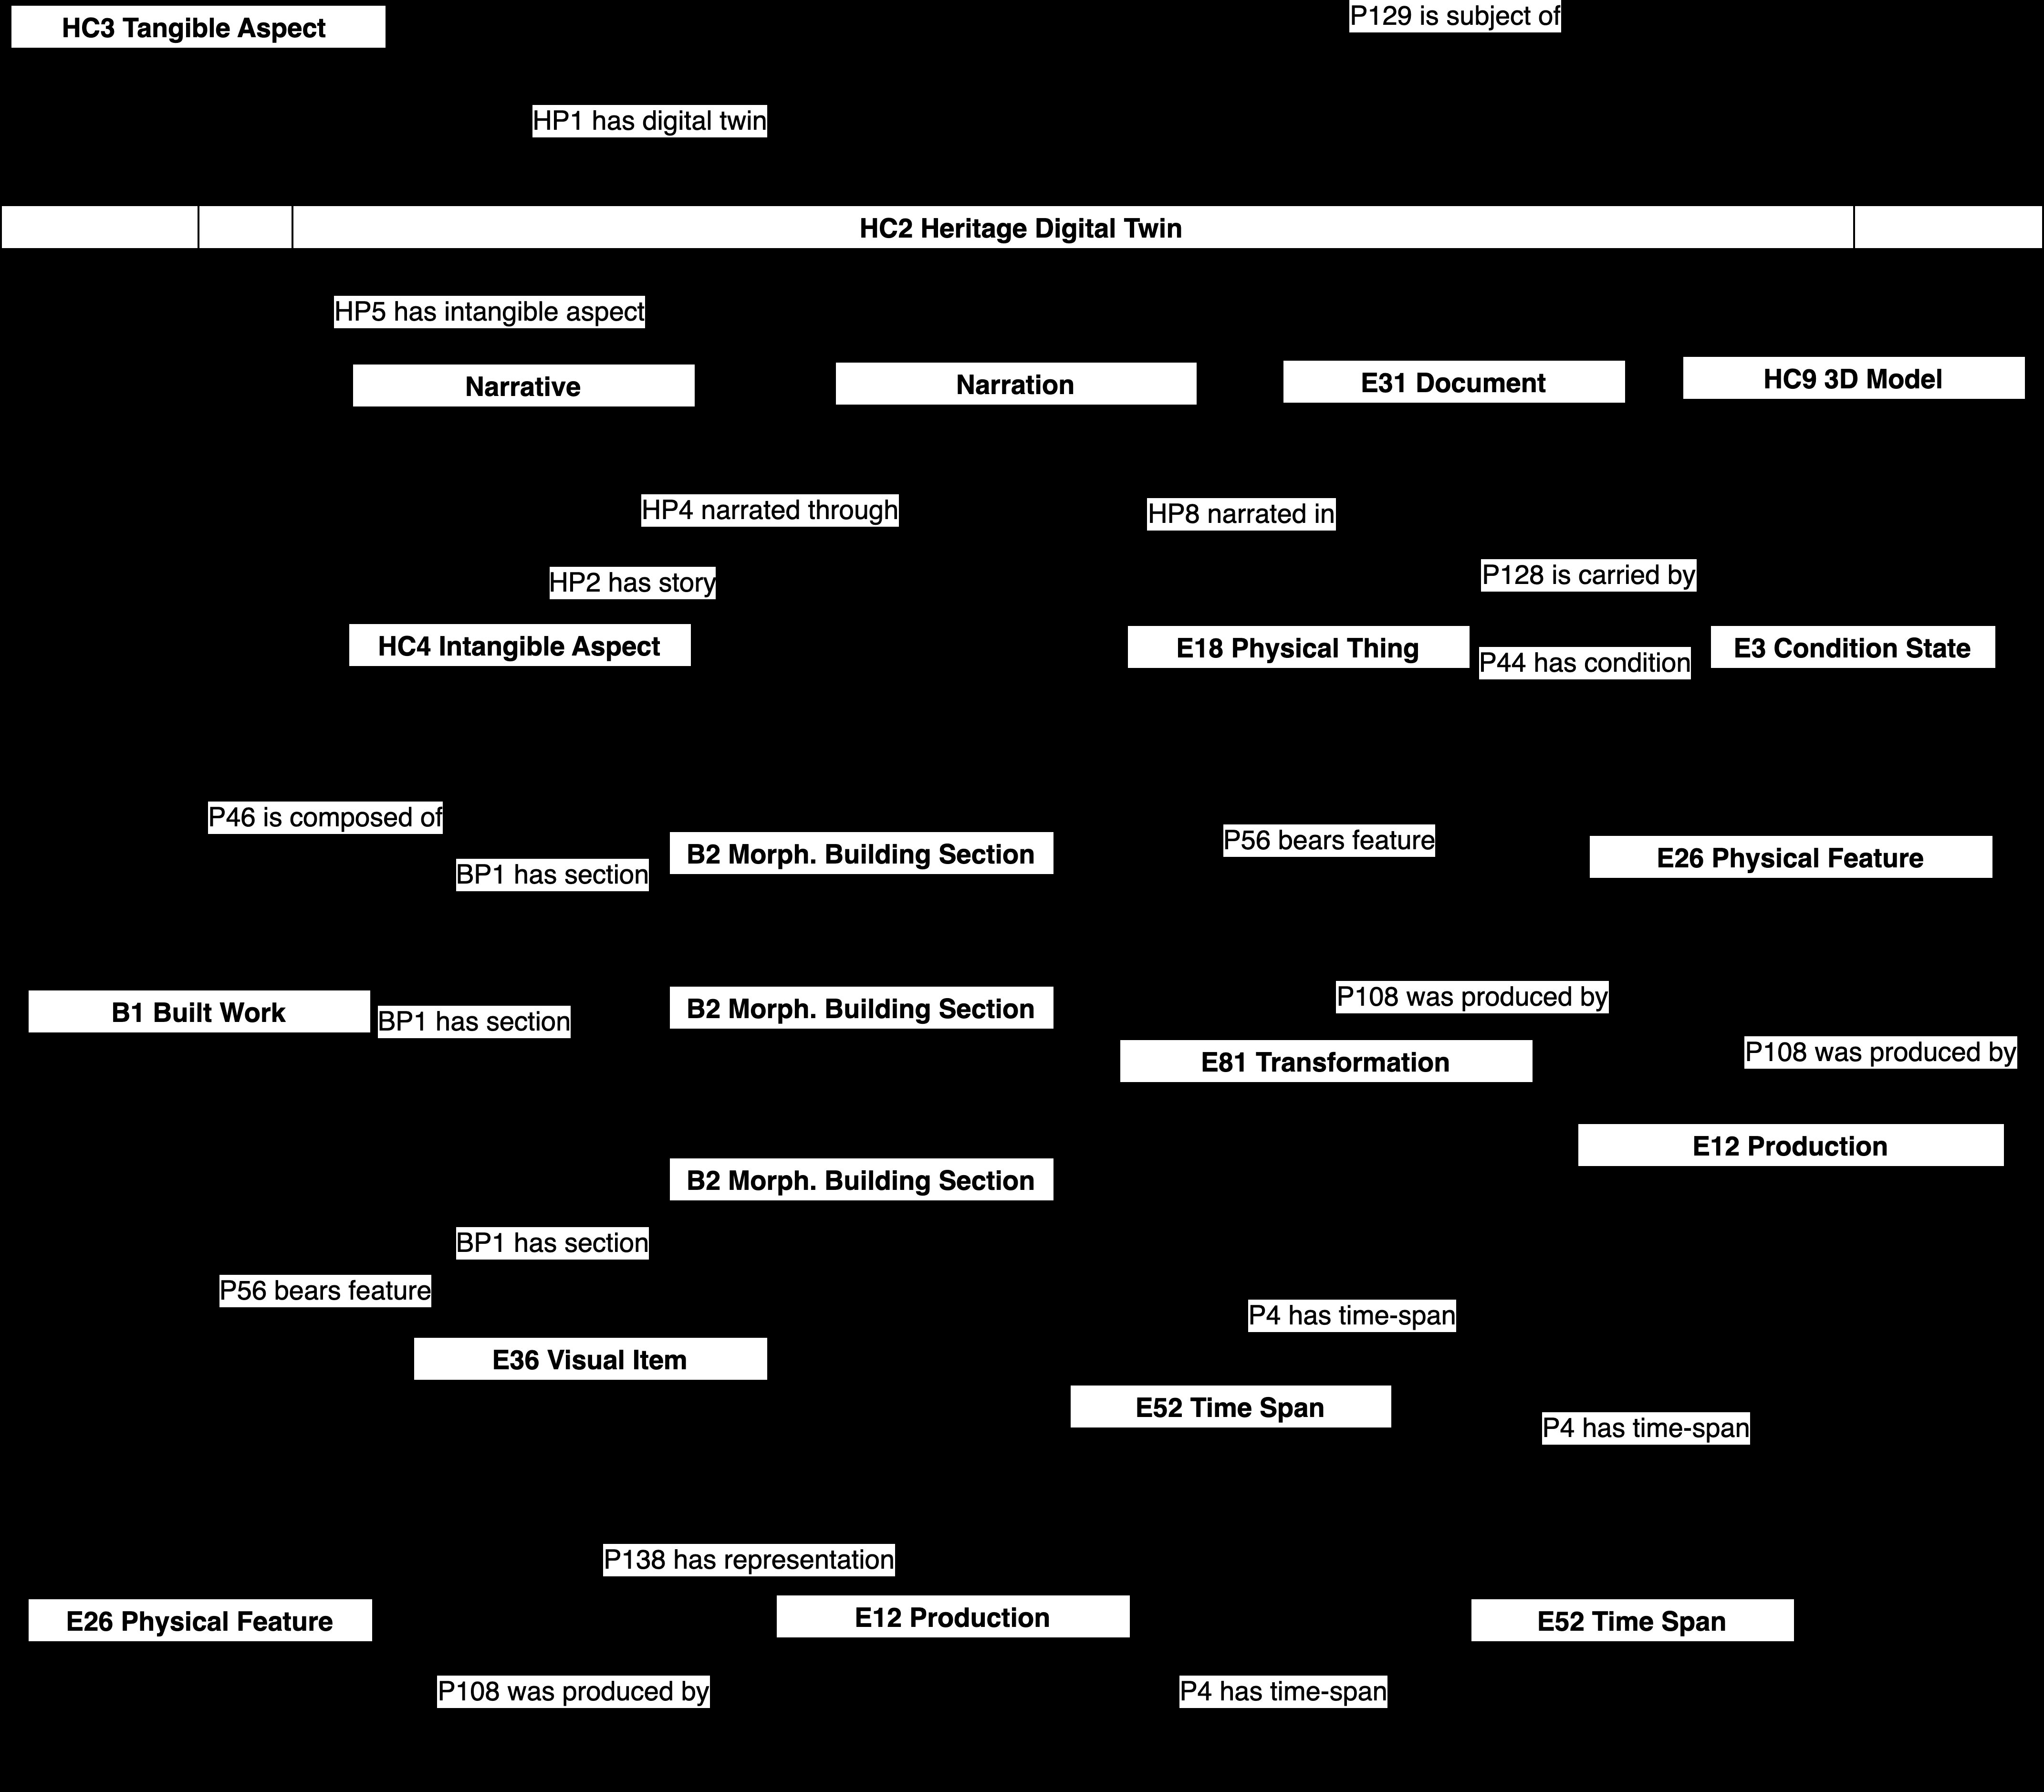 HC3 Tangible Aspect
P129 is subject of
HP1 has digital twin
HC2 Heritage Digital Twin
HP5 has intangible aspect
Narrative
Narration
E31 Document
HC9 3D Model
HP4 narrated through
HP8 narrated in
HP2 has story
P128 is carried by
HC4 Intangible Aspect
E18 Physical Thing
P44 has condition
E3 Condition State
P46 is composed of
BP1 has section
B2 Morph. Building Section
P56 bears feature
E26 Physical Feature
B1 Built Work
BP1 has section
B2 Morph. Building Section
P108 was produced by
E81 Transformation
P108 was produced by
E12 Production
B2 Morph. Building Section
BP1 has section
P56 bears feature
P4 has time-span
E36 Visual Item
E52 Time Span
P4 has time-span
P138 has representation
E26 Physical Feature
E12 Production
E52 Time Span
P108 was produced by
P4 has time-span